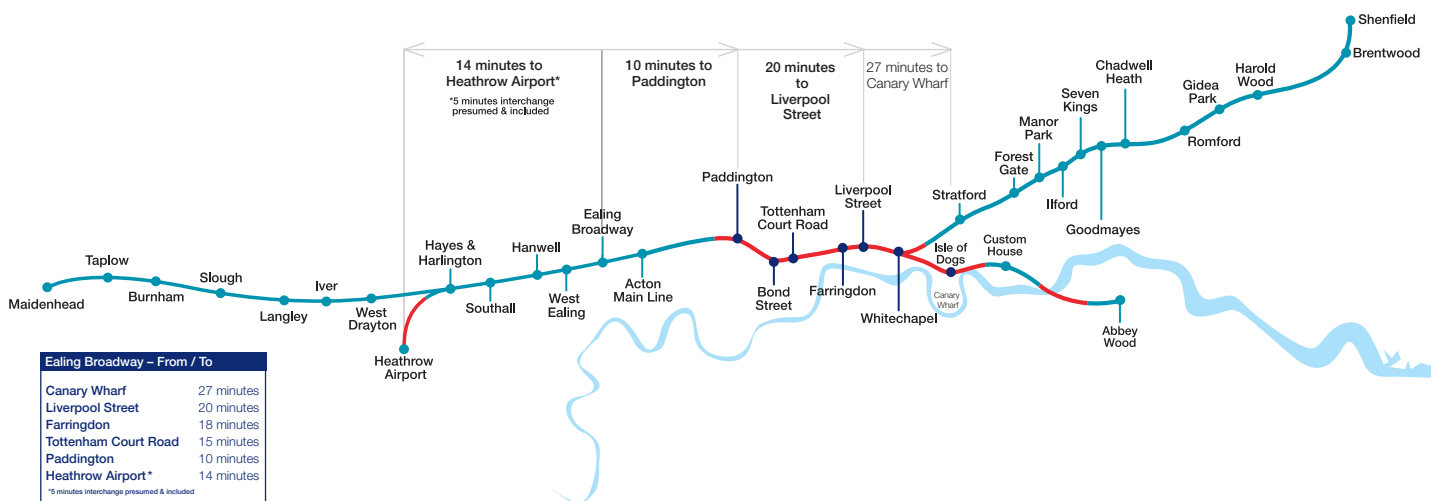 Shenfield
Brentwood
14 minutes to
Heathrow Airport*
*5 minutes interchange
presumed & included
10 minutes to
Paddington
20 minutes
to
Liverpool
Street
27 minutes to
Canary Wharf
Chadwell
Heath
Harold
Wood
Gidea
Park
Seven
Kings
Manor
Park
Romford
Forest
Gate
Ilford
Goodmayes
Paddington
Liverpool
Street
Stratford
Tottenham
Court Road
Ealing
Broadway
Isle of
Dogs
Custom
House
Hayes &
Harlington
Hanwell
Taplow
Slough
Iver
Maidenhead
Burnham
Langley
West
Drayton
Southall
West
Ealing
Acton
Main Line
Bond
Street
Farringdon
Whitechapel
Canary
Wharf
Abbey
Wood
Heathrow
Airport
Ealing Broadway – From / To
Canary Wharf 27 minutes
Liverpool Street 20 minutes
Farringdon 18 minutes
Tottenham Court Road 15 minutes
Paddington 10 minutes
Heathrow Airport* 14 minutes
*5 minutes interchange presumed & included